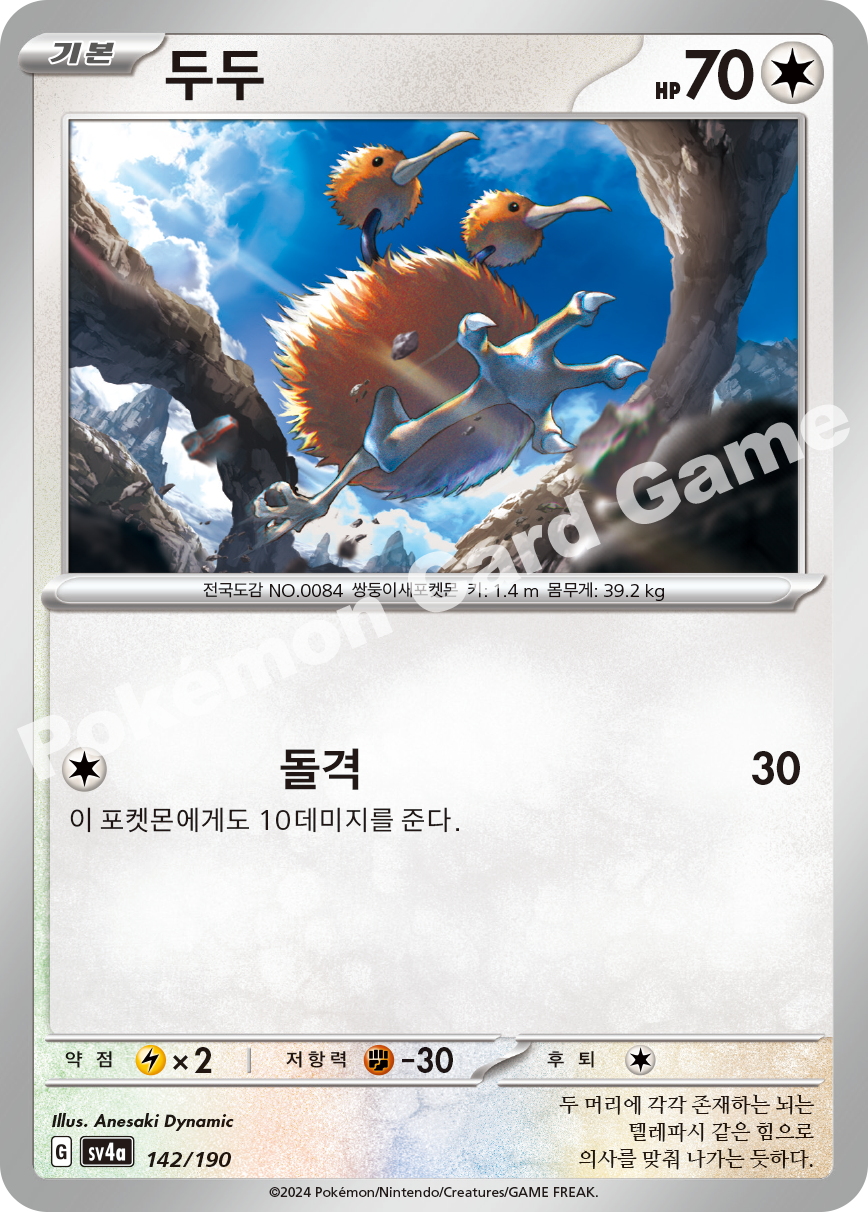 기본
두두
HP 70
전국도감 NO.0084 쌍둥이새포켓몬 키: 1.4 m 몸무게: 39.2 kg
Pokémon Card Game
돌격 30
이 포켓몬에게도 10데미지를 준다.
약점 ×2 저항력 -30 후퇴
Illus. Anesaki Dynamic
G sv4a 142/190
두 머리에 각각 존재하는 뇌는
텔레파시 같은 힘으로
의사를 맞춰 나가는 듯하다.
©2024 Pokémon/Nintendo/Creatures/GAME FREAK.